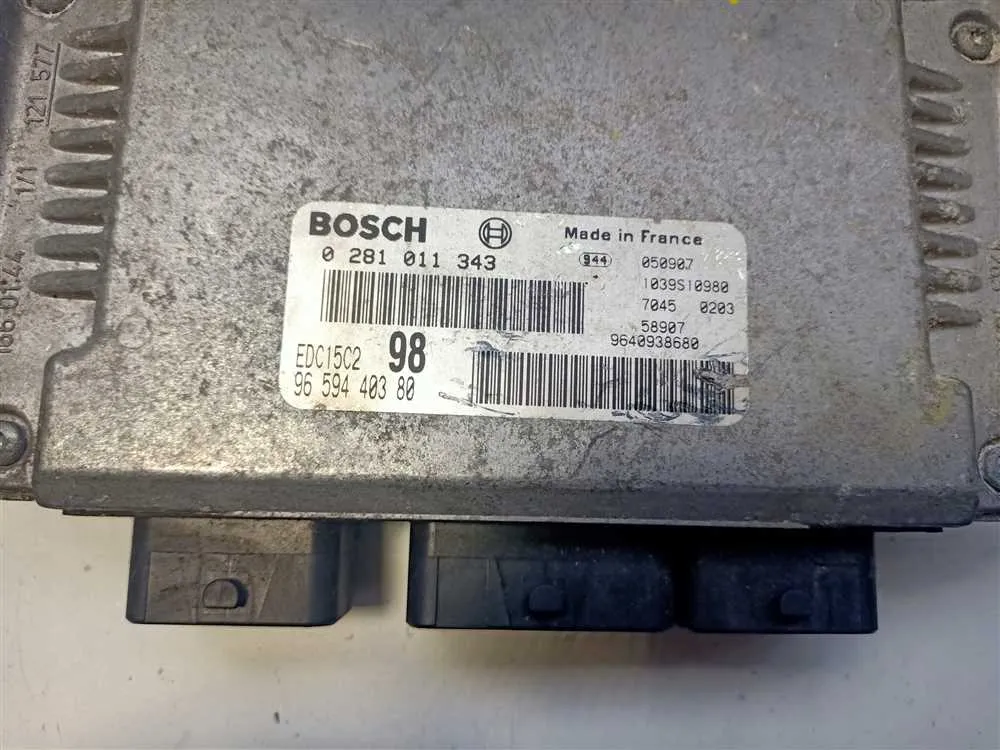 BOSCH
Made in France
0 281 011 343
944
050907
1039S10980
7045 0203
58907
EDC15C2 98
9640938680
96 594 403 80
121 577
1/1